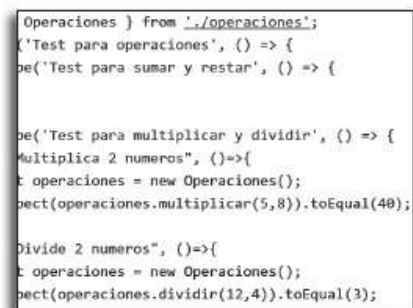 Operaciones } from './operaciones';
('Test para operaciones', () => {
be('Test para sumar y restar', () => {
be('Test para multiplicar y dividir', () => {
Multiplica 2 numeros", ()=>{
t operaciones = new Operaciones();
pect(operaciones.multiplicar(5,8)).toEqual(40);
Divide 2 numeros", ()=>{
t operaciones = new Operaciones();
pect(operaciones.dividir(12,4)).toEqual(3);